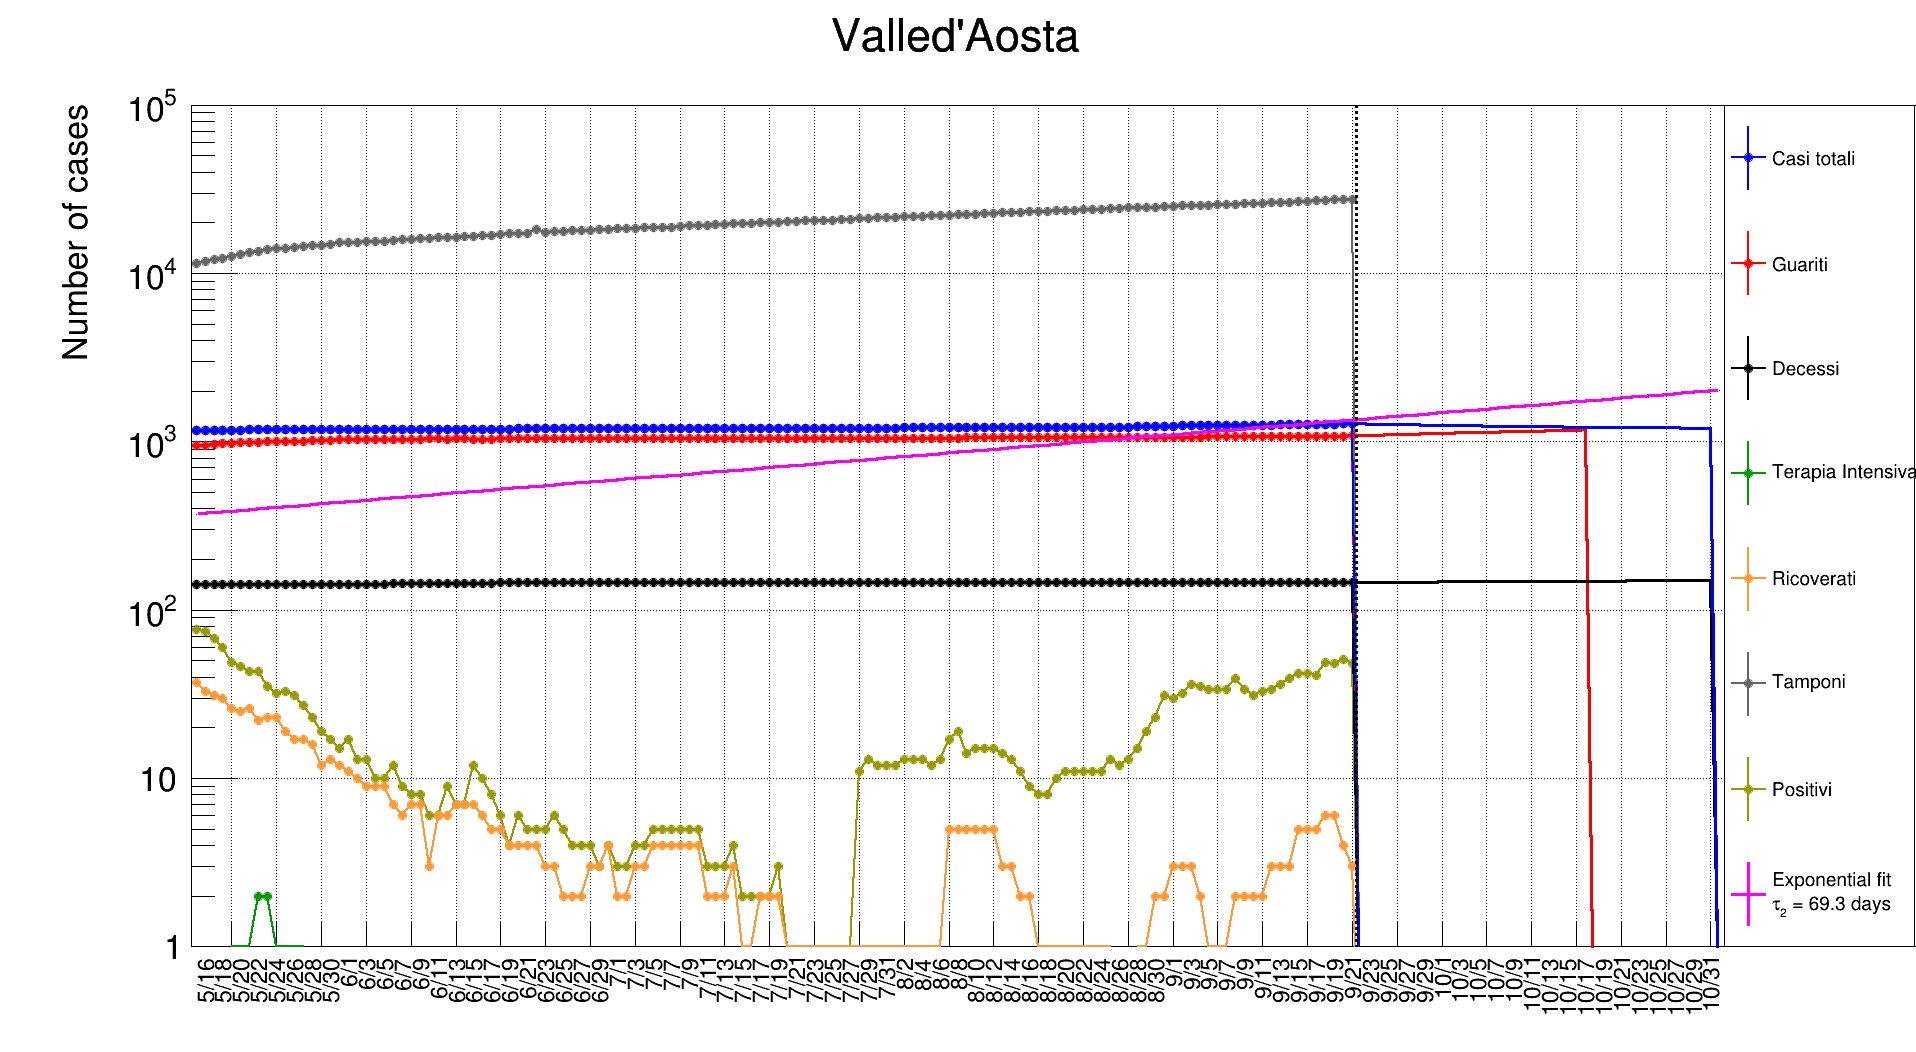 Valled'Aosta
Number of cases
10^5
10^4
10^3
10^2
10
1
5/16 5/18 5/20 5/22 5/24 5/26 5/28 5/30 6/1 6/3 6/5 6/7 6/9 6/11 6/13 6/15 6/17 6/19 6/21 6/23 6/25 6/27 6/29 7/1 7/3 7/5 7/7 7/9 7/11 7/13 7/15 7/17 7/19 7/21 7/23 7/25 7/27 7/29 7/31 8/2 8/4 8/6 8/8 8/10 8/12 8/14 8/16 8/18 8/20 8/22 8/24 8/26 8/28 8/30 9/1 9/3 9/5 9/7 9/9 9/11 9/13 9/15 9/17 9/19 9/21 9/23 9/25 9/27 9/29 10/1 10/3 10/5 10/7 10/9 10/11 10/13 10/15 10/17 10/19 10/21 10/23 10/25 10/27 10/29 10/31
Casi totali
Guariti
Decessi
Terapia Intensiva
Ricoverati
Tamponi
Positivi
Exponential fit
τ₂ = 69.3 days